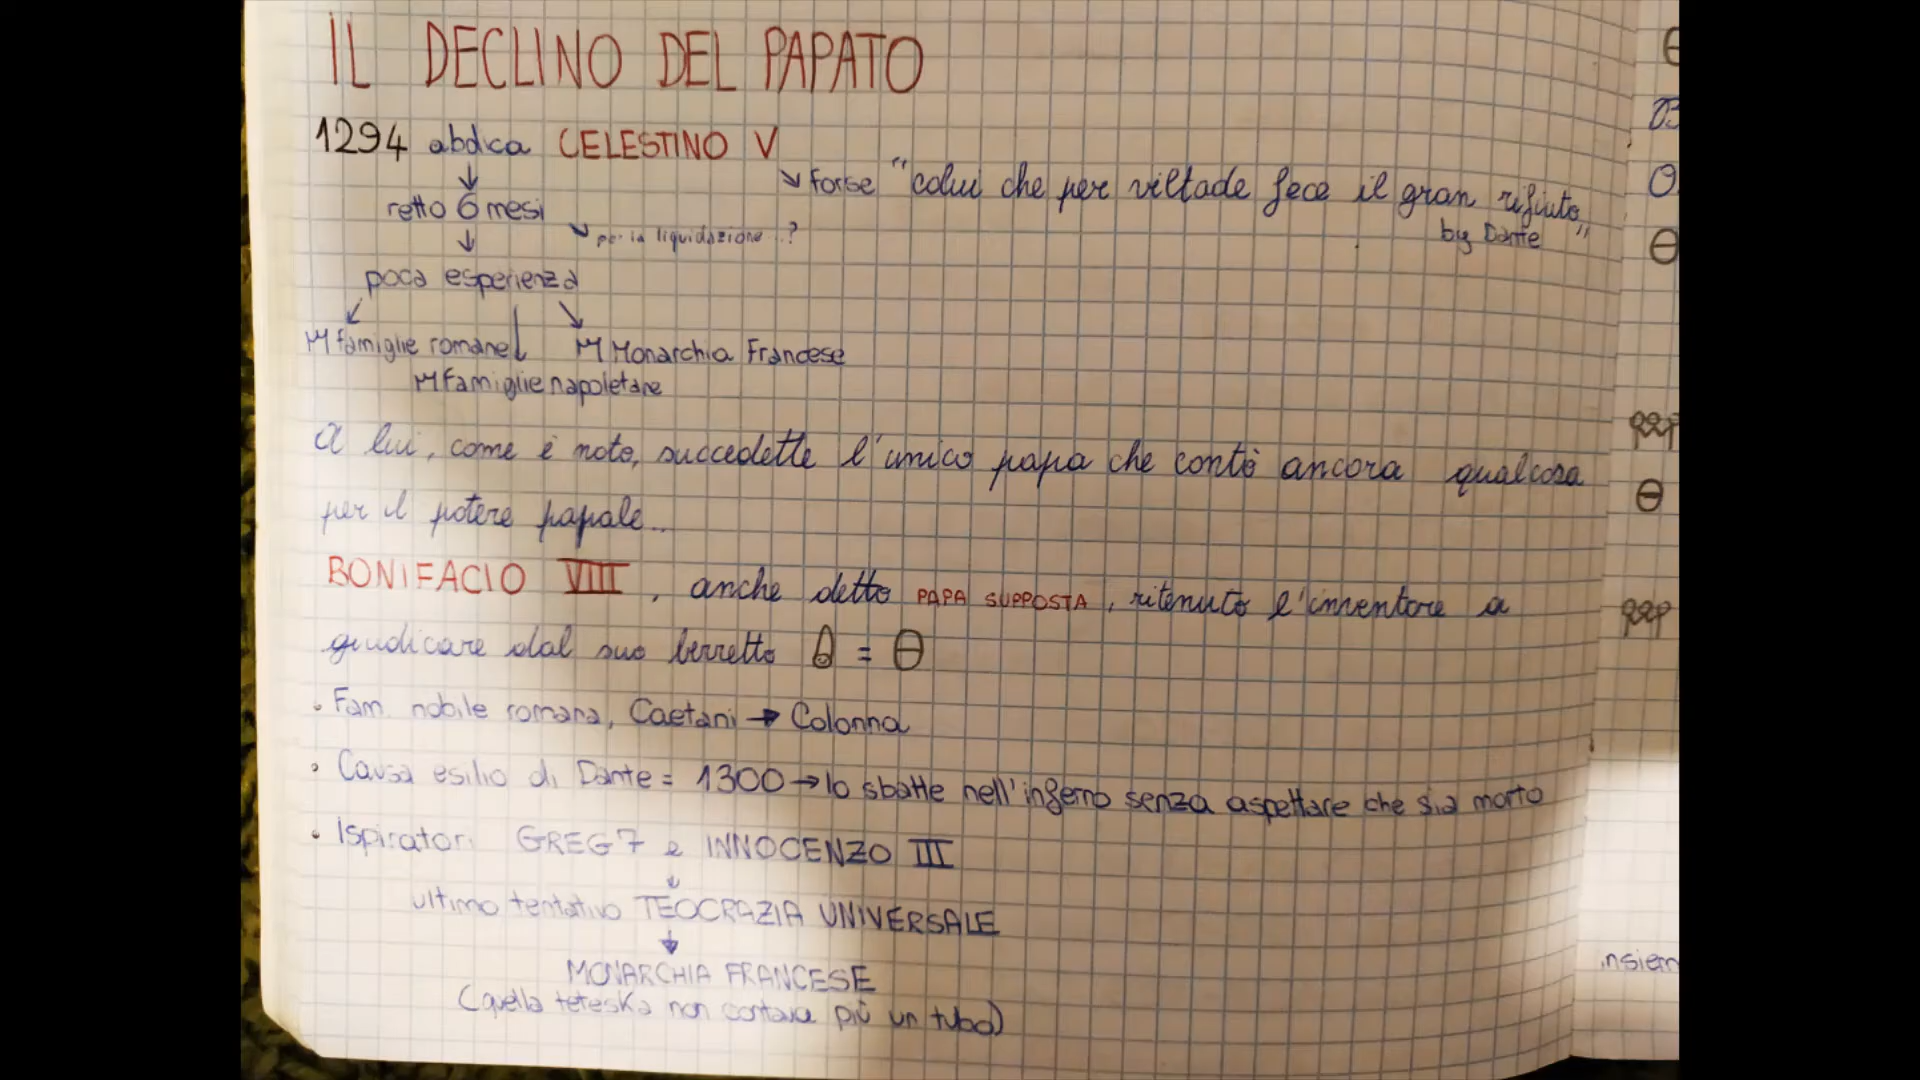 IL DECLINO DEL PAPATO
1294 abdica CELESTINO V
↘ forse "colui che per viltade fece il gran rifiuto"
by Dante
↓
retto 6 mesi
↘ per la liquidazione...?
↓
poca esperienza
famiglie romane
Monarchia Francese
famiglie napoletane
A lui, come è noto, succedette l'unico papa che contò ancora qualcosa
per il potere papale...
BONIFACIO VIII, anche detto PAPA SUPPOSTA, ritenuto l'inventore a
giudicare dal suo berretto =
• Fam. nobile romana, Caetani → Colonna
• Causa esilio di Dante = 1300 → lo sbatte nell'inferno senza aspettare che sia morto
• Ispiratori GREG7 e INNOCENZO III
↓
ultimo tentativo TEOCRAZIA UNIVERSALE
↓
MONARCHIA FRANCESE
(quella teteska non contava più un tubo)
insiem